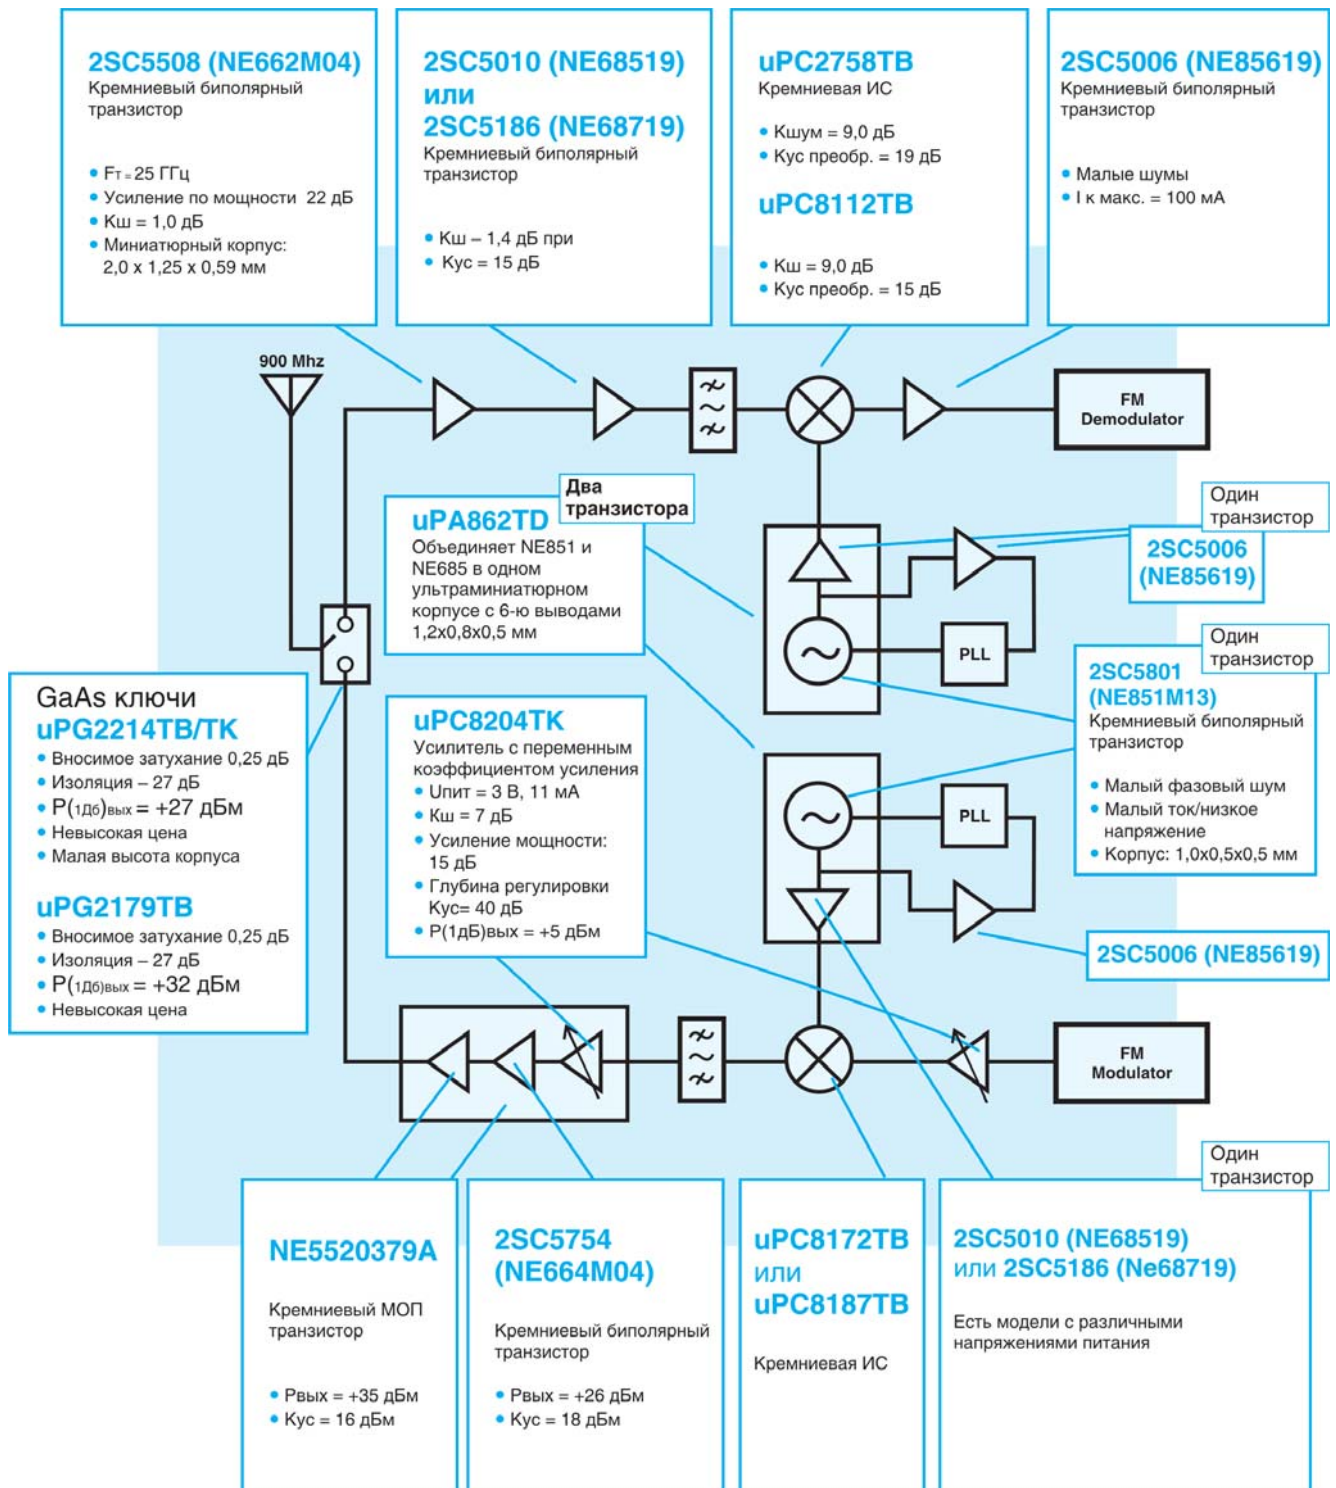 2SC5508 (NE662M04)
Кремниевый биполярный
транзистор
• Fт = 25 ГГц
• Усиление по мощности 22 дБ
• Кш = 1,0 дБ
• Миниатюрный корпус:
2,0 x 1,25 x 0,59 мм
2SC5010 (NE68519)
или
2SC5186 (NE68719)
Кремниевый биполярный
транзистор
• Кш – 1,4 дБ при
• Кус = 15 дБ
uPC2758TB
Кремниевая ИС
• Кшум = 9,0 дБ
• Кус преобр. = 19 дБ
uPC8112TB
• Кш = 9,0 дБ
• Кус преобр. = 15 дБ
2SC5006 (NE85619)
Кремниевый биполярный
транзистор
• Малые шумы
• I к макс. = 100 мА
900 Mhz
FM
Demodulator
Два
транзистора
uPA862TD
Объединяет NE851 и
NE685 в одном
ультраминиатюрном
корпусе с 6-ю выводами
1,2x0,8x0,5 мм
Один
транзистор
2SC5006
(NE85619)
PLL
Один
транзистор
2SC5801
(NE851M13)
Кремниевый биполярный
транзистор
• Малый фазовый шум
• Малый ток/низкое
напряжение
• Корпус: 1,0x0,5x0,5 мм
GaAs ключи
uPG2214TB/TK
• Вносимое затухание 0,25 дБ
• Изоляция – 27 дБ
• P(1Дб)вых = +27 дБм
• Невысокая цена
• Малая высота корпуса
uPG2179TB
• Вносимое затухание 0,25 дБ
• Изоляция – 27 дБ
• P(1Дб)вых = +32 дБм
• Невысокая цена
uPC8204TK
Усилитель с переменным
коэффициентом усиления
• Uпит = 3 В, 11 мА
• Кш = 7 дБ
• Усиление мощности:
15 дБ
• Глубина регулировки
Кус= 40 дБ
• P(1дБ)вых = +5 дБм
PLL
2SC5006 (NE85619)
FM
Modulator
NE5520379A
Кремниевый МОП
транзистор
• Рвых = +35 дБм
• Кус = 16 дБм
2SC5754
(NE664M04)
Кремниевый биполярный
транзистор
• Рвых = +26 дБм
• Кус = 18 дБм
uPC8172TB
или
uPC8187TB
Кремниевая ИС
Один
транзистор
2SC5010 (NE68519)
или 2SC5186 (Ne68719)
Есть модели с различными
напряжениями питания